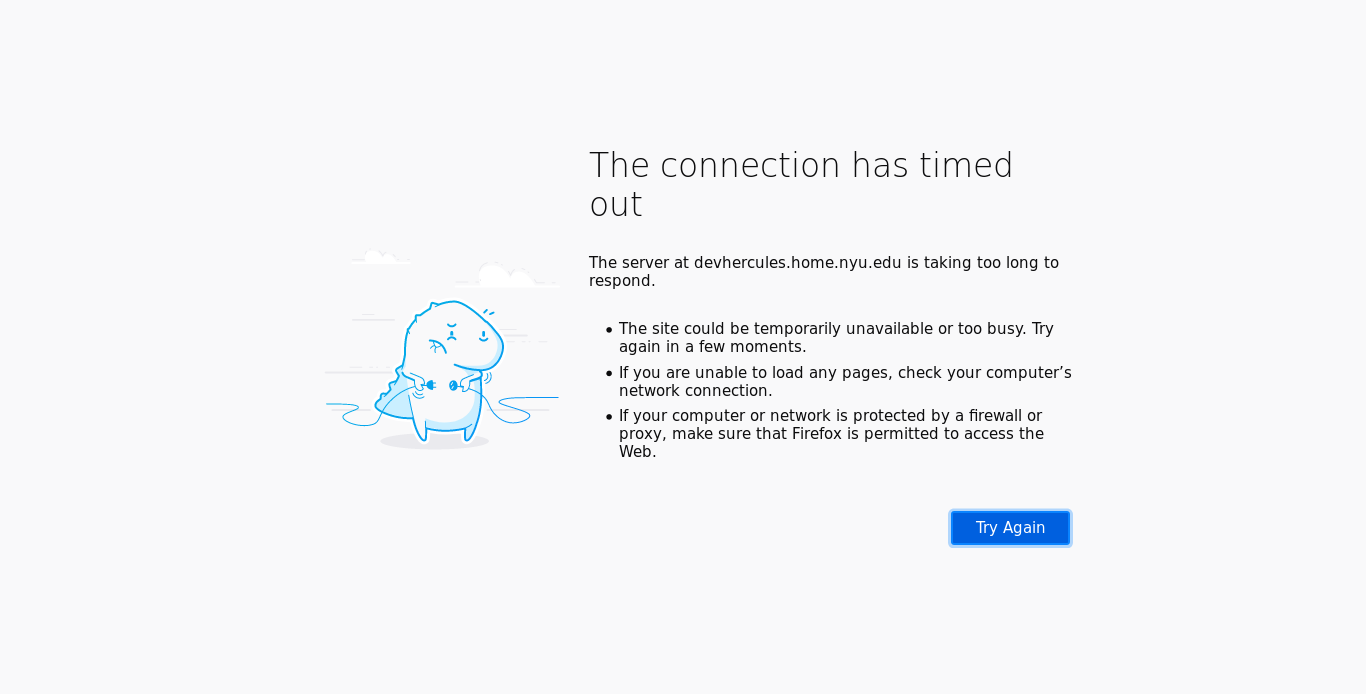 The connection has timed
out
The server at devhercules.home.nyu.edu is taking too long to
respond.
The site could be temporarily unavailable or too busy. Try
again in a few moments.
If you are unable to load any pages, check your computer’s
network connection.
If your computer or network is protected by a firewall or
proxy, make sure that Firefox is permitted to access the
Web.
Try Again